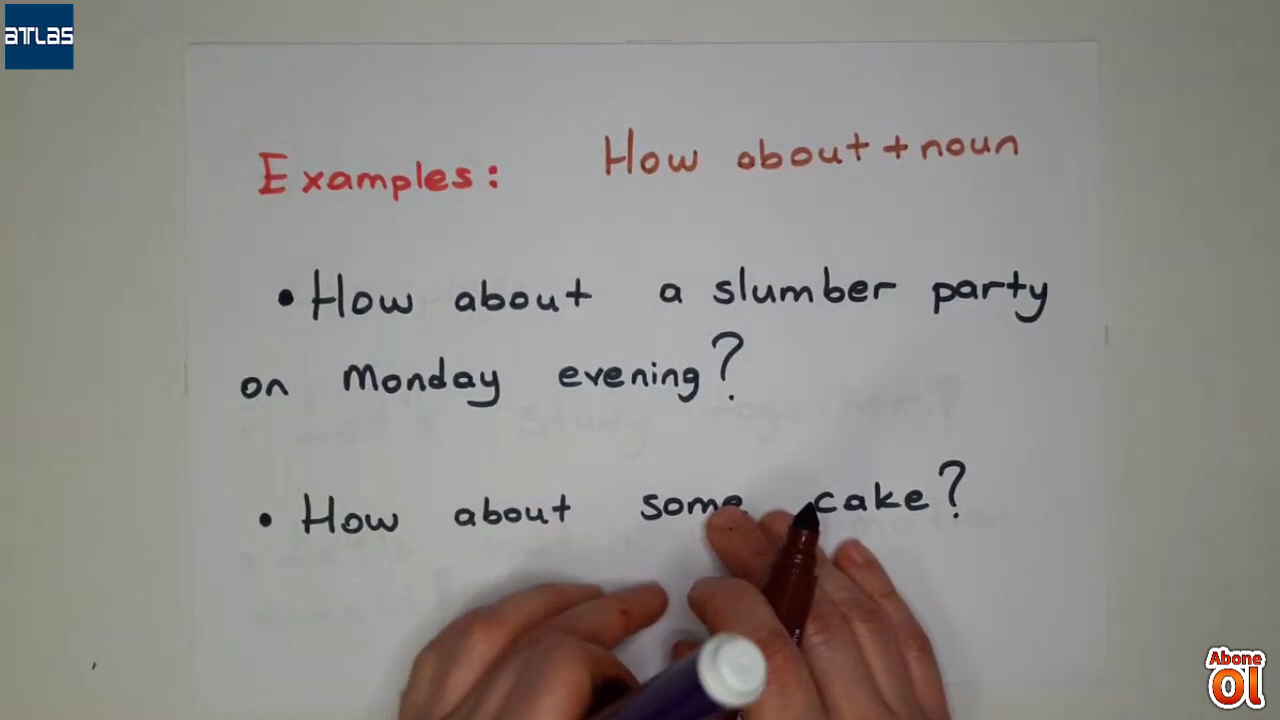 ATLAS
Examples:
How about + noun
• How about a slumber party
on Monday evening?
• How about some cake?
Abone
Ol